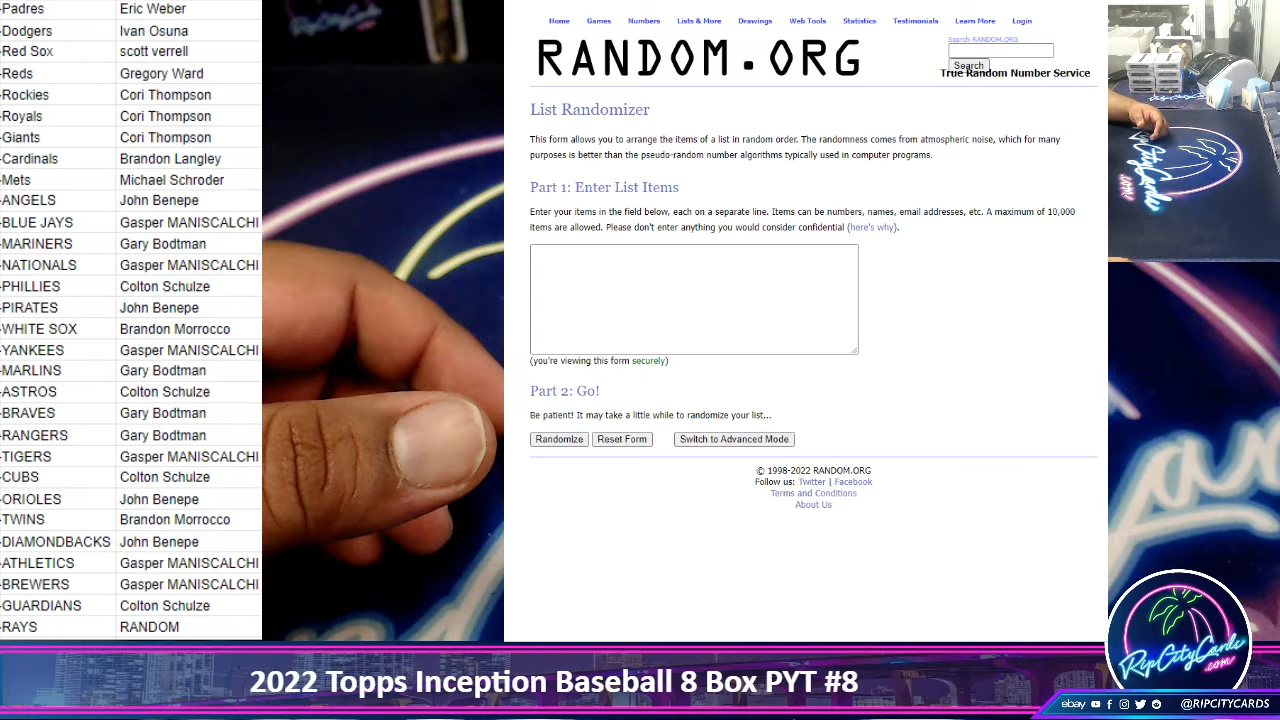 -Padres Eric Weber
-Dodgers Ivan Osuna
-Red Sox scott verrell
-Reds Gregory Ward
-Rockies Cori Thompson
-Royals Cori Thompson
-Giants Cori Thompson
-Cardinals Brandon Langley
-Mets Michael Schroder
-ANGELS John Benepe
-BLUE JAYS Gasper MANISCALCHI
-MARINERS Gary Bodtman
-NATIONALS Gasper MANISCALCHI
-PHILLIES Colton Schulze
-PIRATES John Benepe
-WHITE SOX Brandon Morrocco
-YANKEES Gasper MANISCALCHI
-MARLINS Gary Bodtman
-ASTROS Colton Schulze
-BRAVES Gary Bodtman
-RANGERS Gary Bodtman
-TIGERS Gasper MANISCALCHI
-CUBS Colton Schulze
-ORIOLES John Benepe
-TWINS Brandon Morrocco
-DIAMONDBACKS John Benepe
-ATHLETICS Gasper MANISCALCHI
-BREWERS Gasper MANISCALCHI
-GUARDIANS Colton Schulze
-RAYS RANDOM
Home Games Numbers Lists & More Drawings Web Tools Statistics Testimonials Learn More Login
RANDOM.ORG
Search RANDOM.ORG
Search
True Random Number Service
List Randomizer
This form allows you to arrange the items of a list in random order. The randomness comes from atmospheric noise, which for many
purposes is better than the pseudo-random number algorithms typically used in computer programs.
Part 1: Enter List Items
Enter your items in the field below, each on a separate line. Items can be numbers, names, email addresses, etc. A maximum of 10,000
items are allowed. Please don't enter anything you would consider confidential (here's why).
(you're viewing this form securely)
Part 2: Go!
Be patient! It may take a little while to randomize your list...
Randomize Reset Form Switch to Advanced Mode
© 1998-2022 RANDOM.ORG
Follow us: Twitter | Facebook
Terms and Conditions
About Us
RipCityCards
.com
RipCityCards
.com
2022 Topps Inception Baseball 8 Box PYT #8
ebay @RIPCITYCARDS